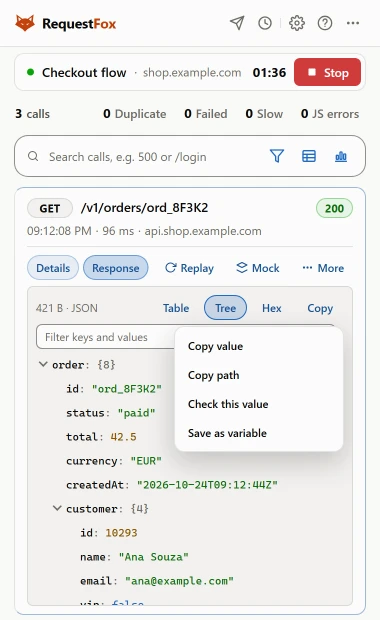 RequestFox
Checkout flow · shop.example.com 01:36 Stop
3 calls 0 Duplicate 0 Failed 0 Slow 0 JS errors
Search calls, e.g. 500 or /login
GET /v1/orders/ord_8F3K2 200
09:12:08 PM · 96 ms · api.shop.example.com
Details Response Replay Mock ··· More
421 B · JSON Table Tree Hex Copy
Filter keys and values
Copy value
Copy path
Check this value
Save as variable
order: {8}
id: "ord_8F3K2"
status: "paid"
total: 42.5
currency: "EUR"
createdAt: "2026-10-24T09:12:44Z"
customer: {4}
id: 10293
name: "Ana Souza"
email: "ana@example.com"
vip: false